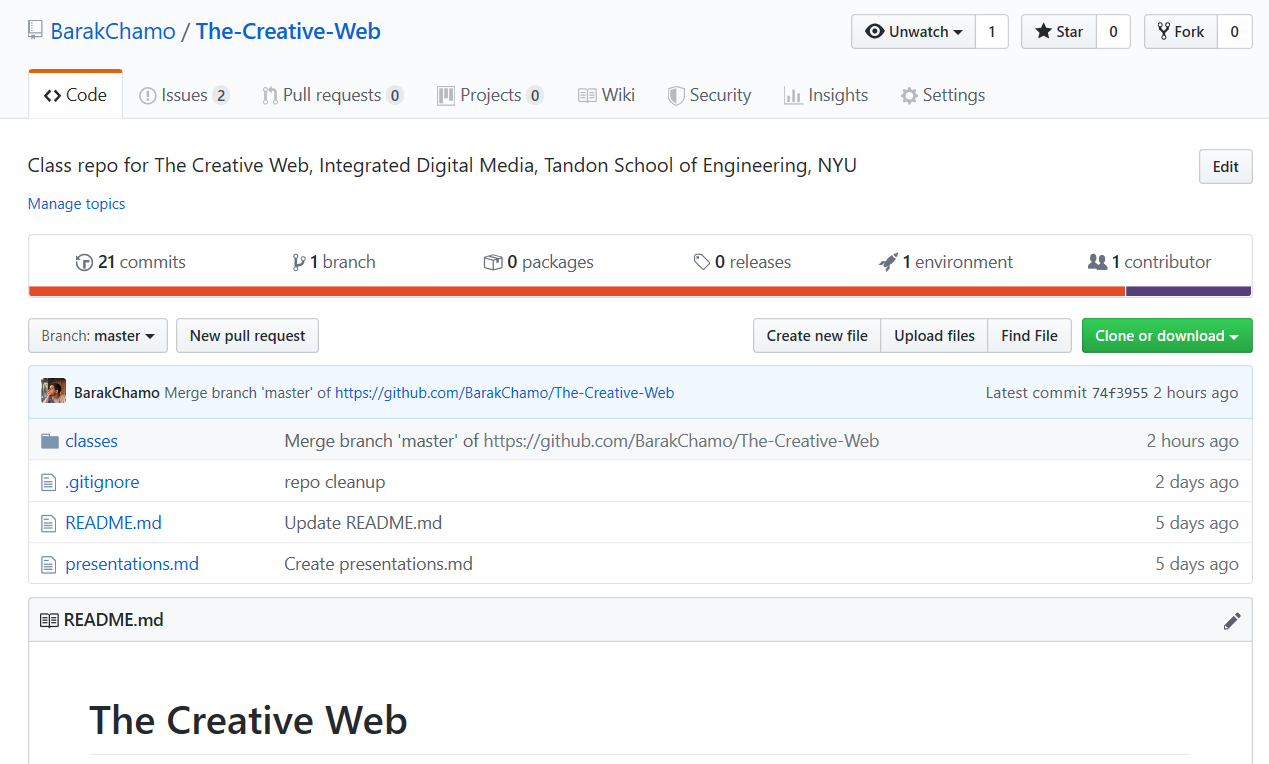 BarakChamo / The-Creative-Web
Unwatch 1 Star 0 Fork 0
Code Issues 2 Pull requests 0 Projects 0 Wiki Security Insights Settings
Class repo for The Creative Web, Integrated Digital Media, Tandon School of Engineering, NYU
Edit
Manage topics
21 commits 1 branch 0 packages 0 releases 1 environment 1 contributor
Branch: master New pull request Create new file Upload files Find File Clone or download
BarakChamo Merge branch 'master' of https://github.com/BarakChamo/The-Creative-Web Latest commit 74f3955 2 hours ago
classes Merge branch 'master' of https://github.com/BarakChamo/The-Creative-Web 2 hours ago
.gitignore repo cleanup 2 days ago
README.md Update README.md 5 days ago
presentations.md Create presentations.md 5 days ago
README.md
The Creative Web